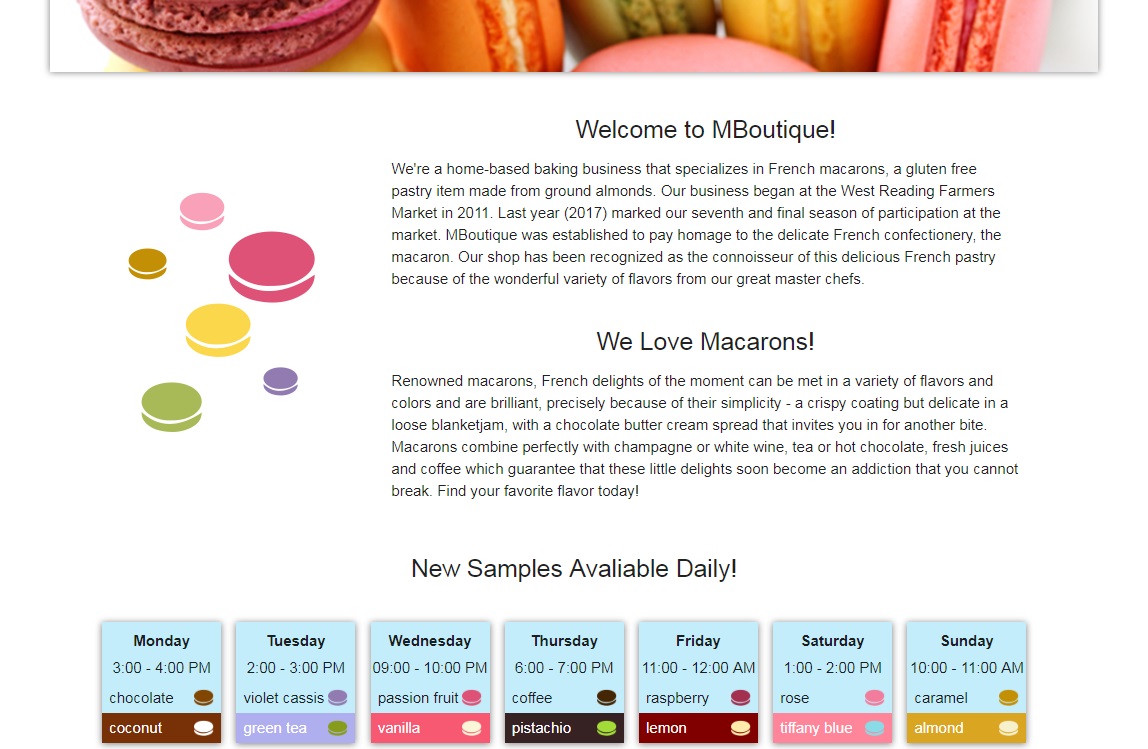 Welcome to MBoutique!
We're a home-based baking business that specializes in French macarons, a gluten free
pastry item made from ground almonds. Our business began at the West Reading Farmers
Market in 2011. Last year (2017) marked our seventh and final season of participation at the
market. MBoutique was established to pay homage to the delicate French confectionery, the
macaron. Our shop has been recognized as the connoisseur of this delicious French pastry
because of the wonderful variety of flavors from our great master chefs.
We Love Macarons!
Renowned macarons, French delights of the moment can be met in a variety of flavors and
colors and are brilliant, precisely because of their simplicity - a crispy coating but delicate in a
loose blanketjam, with a chocolate butter cream spread that invites you in for another bite.
Macarons combine perfectly with champagne or white wine, tea or hot chocolate, fresh juices
and coffee which guarantee that these little delights soon become an addiction that you cannot
break. Find your favorite flavor today!
New Samples Avaliable Daily!
Monday
3:00 - 4:00 PM
chocolate
coconut
Tuesday
2:00 - 3:00 PM
violet cassis
green tea
Wednesday
09:00 - 10:00 PM
passion fruit
vanilla
Thursday
6:00 - 7:00 PM
coffee
pistachio
Friday
11:00 - 12:00 AM
raspberry
lemon
Saturday
1:00 - 2:00 PM
rose
tiffany blue
Sunday
10:00 - 11:00 AM
caramel
almond